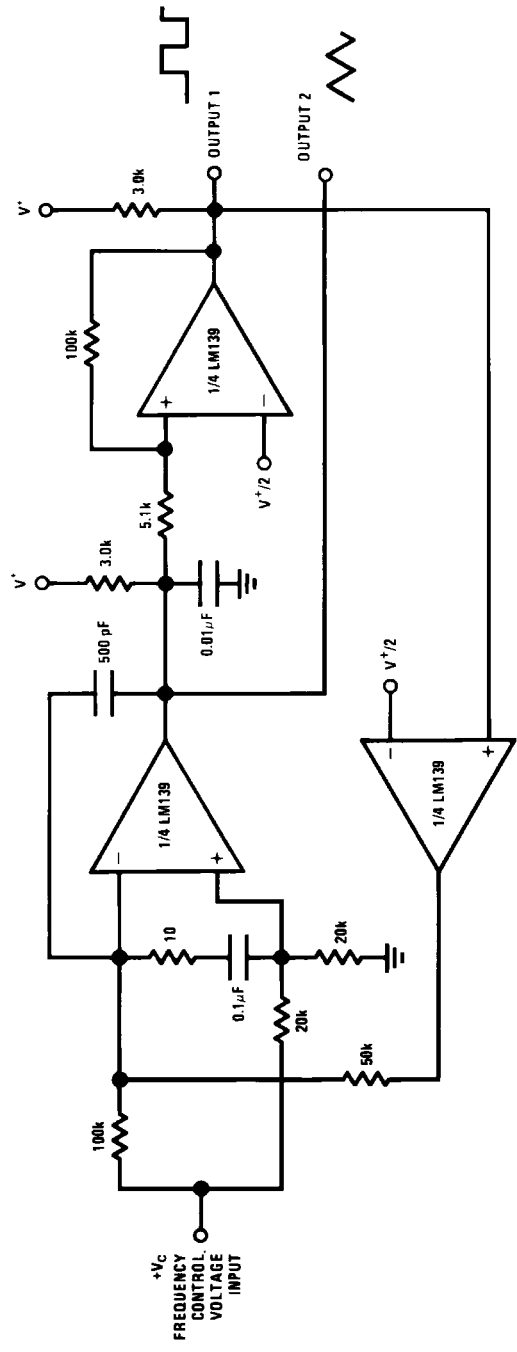 +VC
FREQUENCY
CONTROL
VOLTAGE
INPUT
100k
20k
50k
10
0.1μF
20k
−
+
1/4 LM139
500 pF
V+
3.0k
0.01μF
5.1k
100k
+
−
1/4 LM139
V+/2
V+
3.0k
OUTPUT 1
OUTPUT 2
V+/2
−
+
1/4 LM139